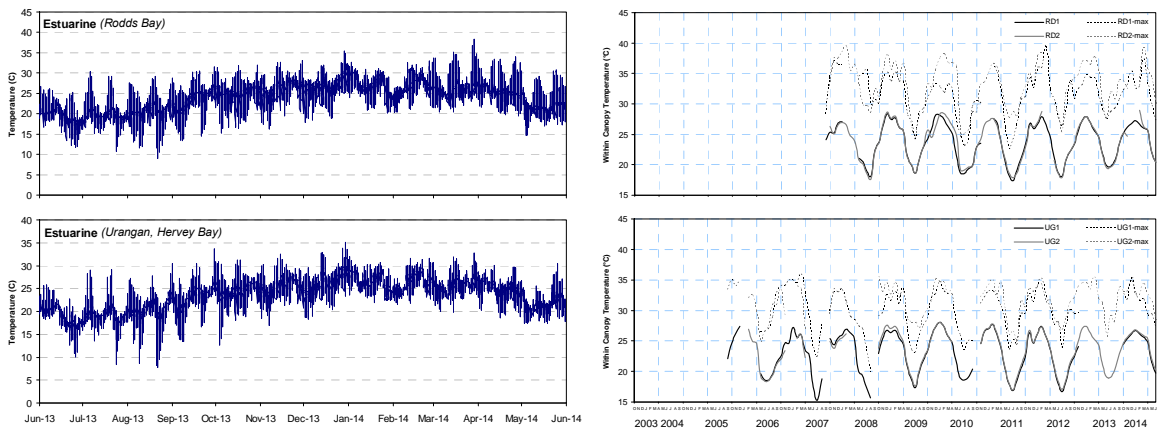 Estuarine (Rodds Bay)
Temperature (C)
45
40
35
30
25
20
15
10
5
0
Jun-13 Jul-13 Aug-13 Sep-13 Oct-13 Nov-13 Dec-13 Jan-14 Feb-14 Mar-14 Apr-14 May-14 Jun-14
Estuarine (Urangan, Hervey Bay)
Temperature (C)
40
35
30
25
20
15
10
5
0
Jun-13 Jul-13 Aug-13 Sep-13 Oct-13 Nov-13 Dec-13 Jan-14 Feb-14 Mar-14 Apr-14 May-14 Jun-14
Within Canopy Temperature (°C)
45
40
35
30
25
20
15
RD1 RD1-max
RD2 RD2-max
Within Canopy Temperature (°C)
45
40
35
30
25
20
15
UG1 UG1-max
UG2 UG2-max
2003 2004 2005 2006 2007 2008 2009 2010 2011 2012 2013 2014